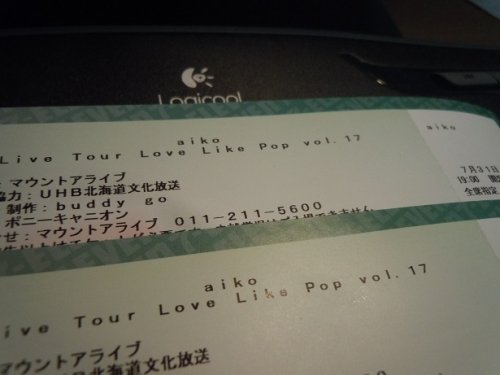 Logicool
aiko
Live Tour Love Like Pop vol.17
：マウントアライブ
協力：UHB北海道文化放送
制作：buddy go
ポニーキャニオン
せ：マウントアライブ 011-211-5600
aiko
7月31日
19:00 開
全席指定
aiko
ive Tour Love Like Pop vol.17
マウントアライブ
UHB北海道文化放送